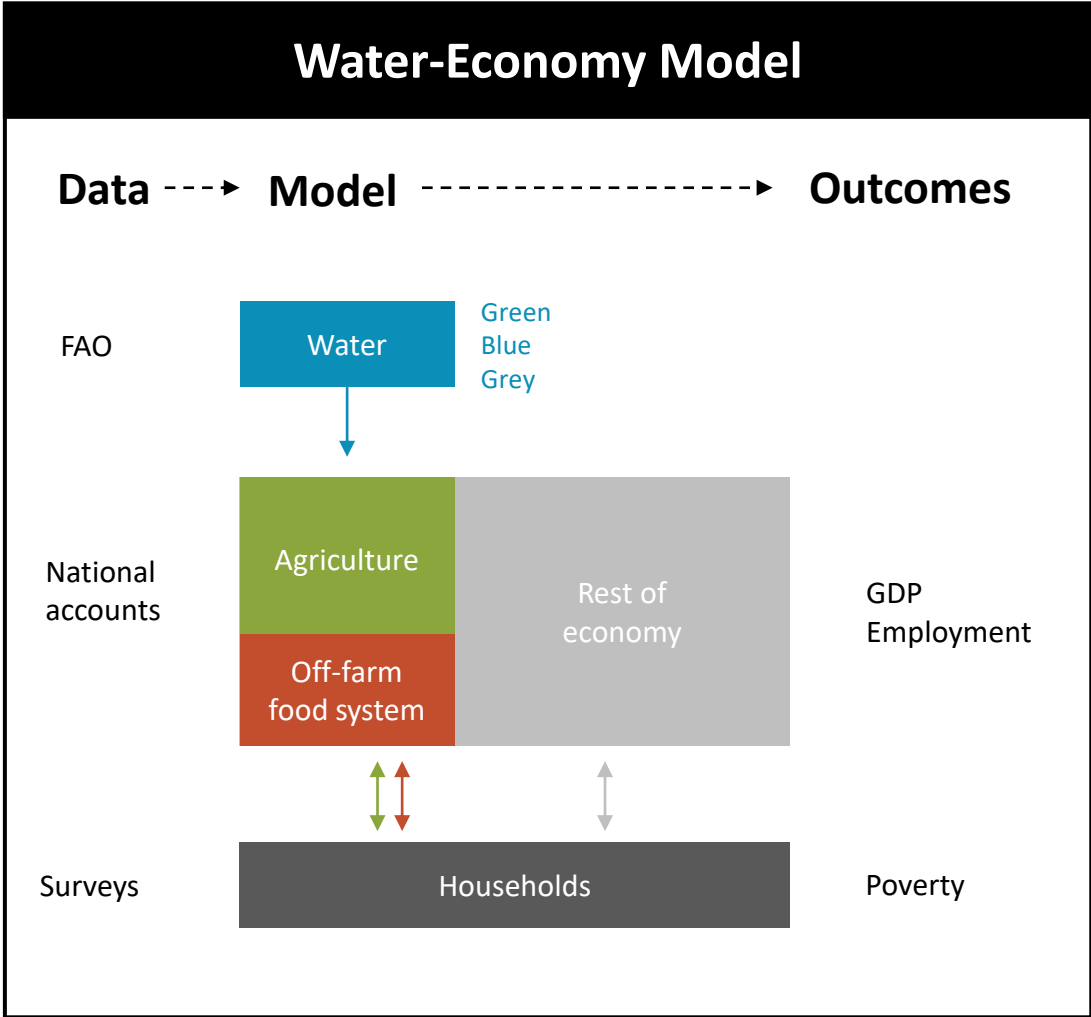 Water-Economy Model
Data
Model
Outcomes
FAO
Water
Green
Blue
Grey
National
accounts
Agriculture
Off-farm
food system
Rest of
economy
GDP
Employment
Surveys
Households
Poverty